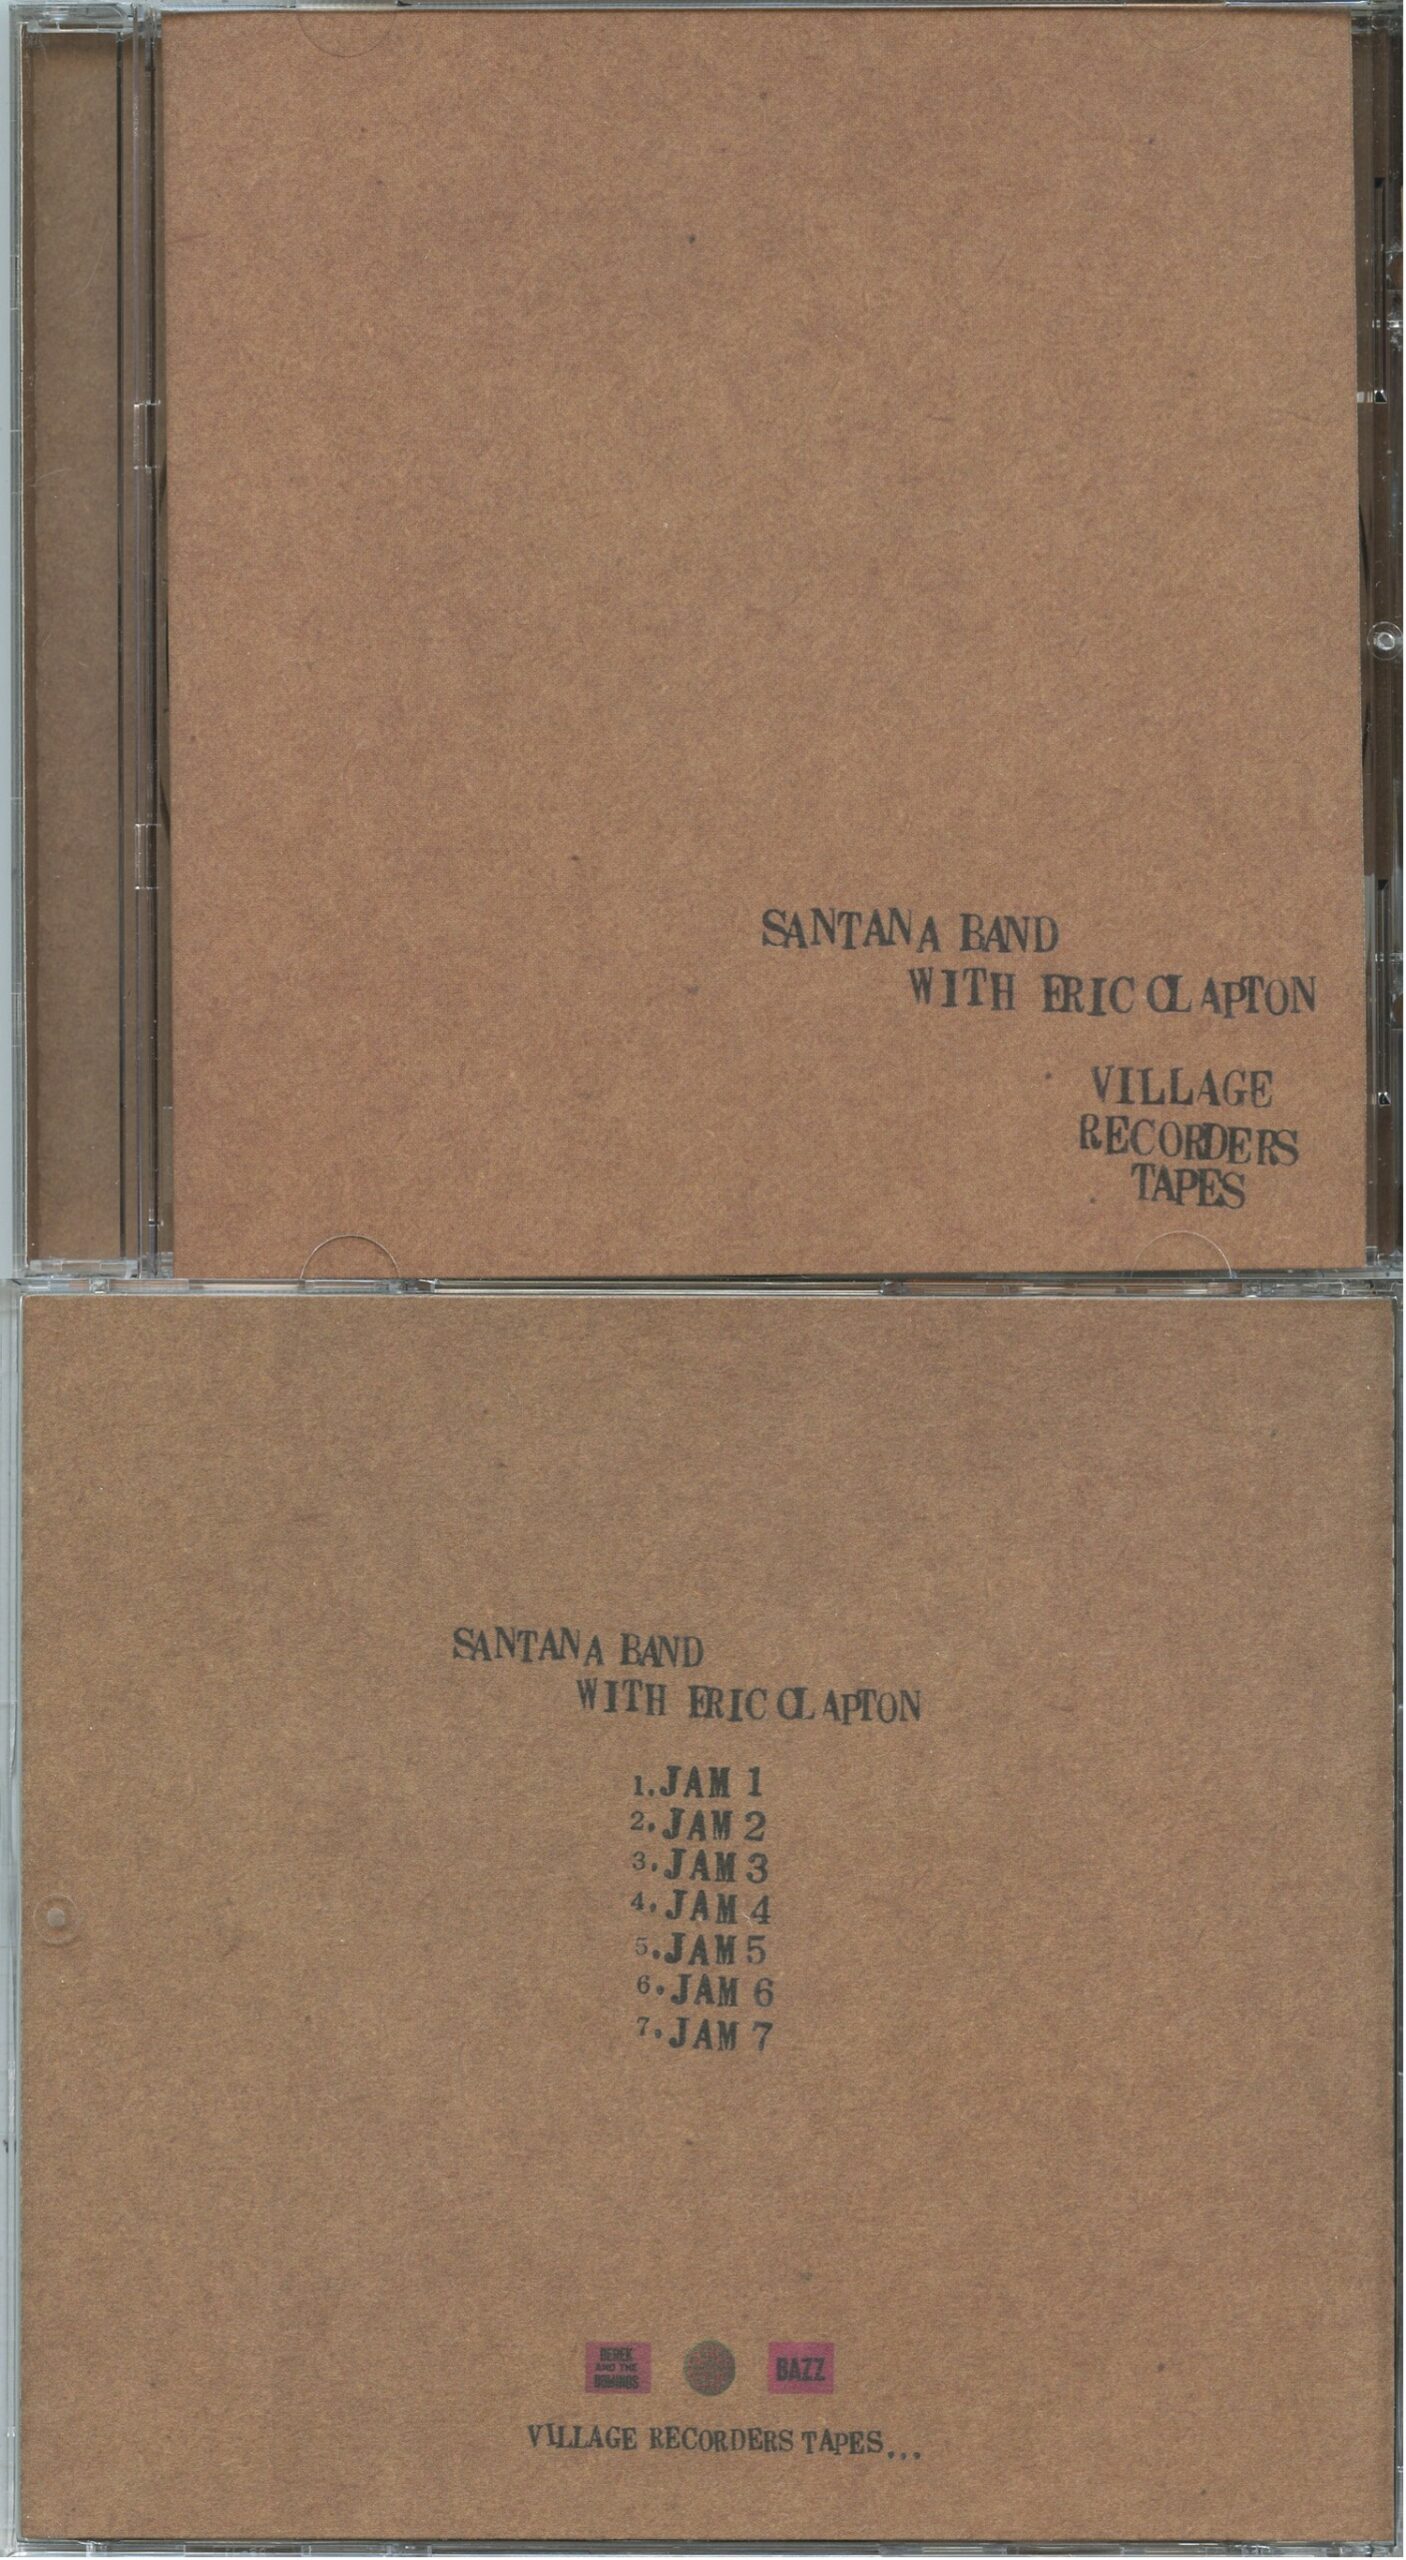 SANTANA BAND
WITH ERIC CLAPTON
VILLAGE
RECORDERS
TAPES
SANTANA BAND
WITH ERIC CLAPTON
1. JAM 1
2. JAM 2
3. JAM 3
4. JAM 4
5. JAM 5
6. JAM 6
7. JAM 7
DEREK
AND THE
DOMINOS
BAZZ
VILLAGE RECORDERS TAPES...